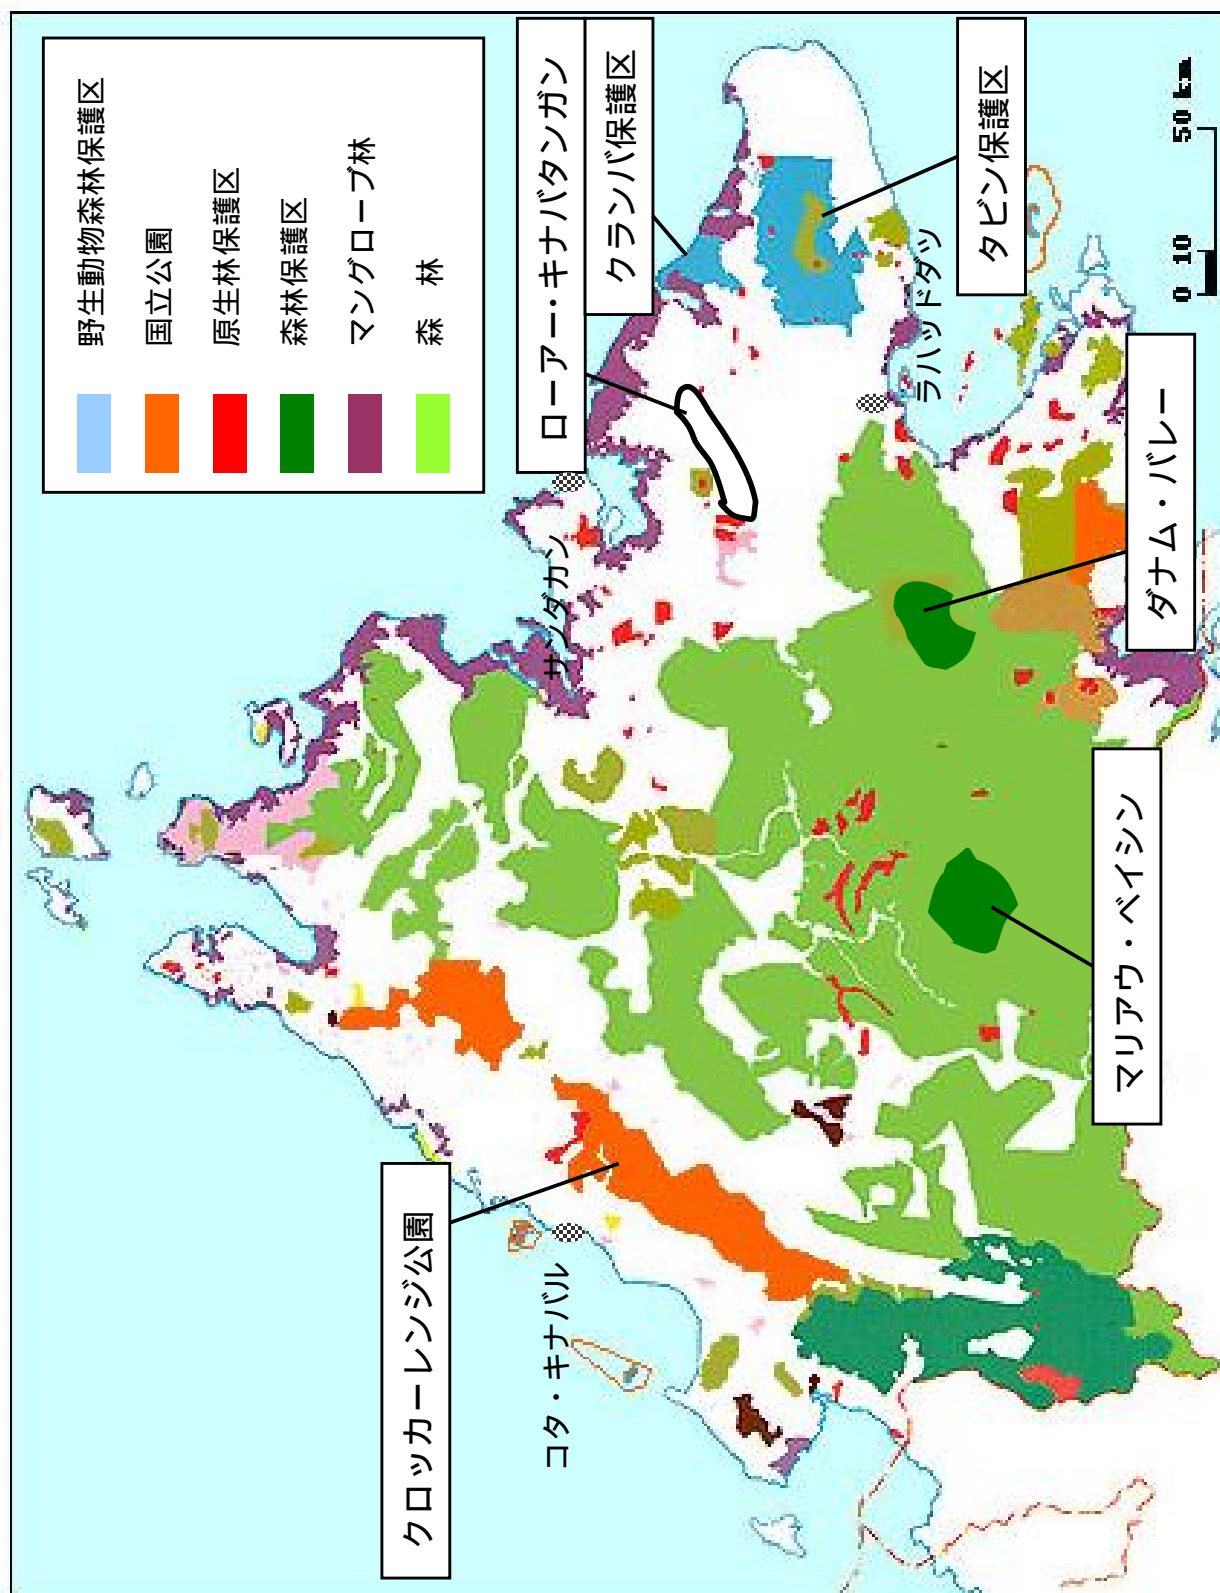 野生動物森林保護区
国立公園
原生林保護区
森林保護区
マングローブ林
森　林
ローアー・キナバタンガン
クランバ保護区
タビン保護区
サンダカン
ラハッドダツ
ダナム・バレー
マリアウ・ベイシン
クロッカーレンジ公園
コタ・キナバル
0 10 50 km